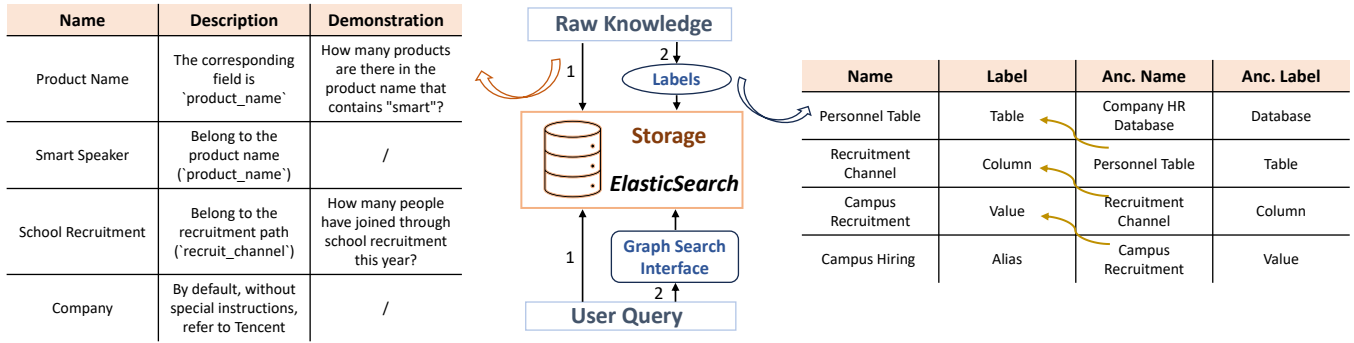 Name Description Demonstration
Product Name
The corresponding
field is
`product_name`
How many products
are there in the
product name that
contains "smart"?
Smart Speaker
Belong to the
product name
(`product_name`)
/
School Recruitment
Belong to the
recruitment path
(`recruit_channel`)
How many people
have joined through
school recruitment
this year?
Company
By default, without
special instructions,
refer to Tencent
/
Raw Knowledge
1
2
Labels
Storage
ElasticSearch
Graph Search
Interface
1
2
User Query
Name Label Anc. Name Anc. Label
Personnel Table
Table
Company HR
Database
Database
Recruitment
Channel
Column
Personnel Table
Table
Campus
Recruitment
Value
Recruitment
Channel
Column
Campus Hiring
Alias
Campus
Recruitment
Value